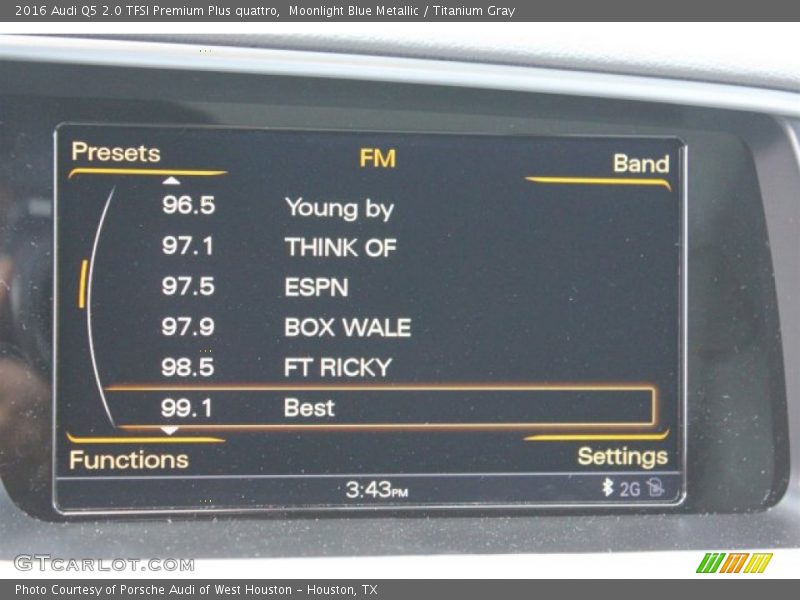 2016 Audi Q5 2.0 TFSI Premium Plus quattro, Moonlight Blue Metallic / Titanium Gray
Presets FM Band
96.5 Young by
97.1 THINK OF
97.5 ESPN
97.9 BOX WALE
98.5 FT RICKY
99.1 Best
Functions Settings
3:43PM 2G
GTCARLOT.COM
Photo Courtesy of Porsche Audi of West Houston - Houston, TX